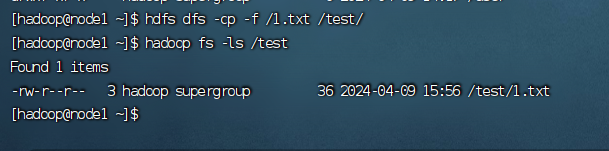 [hadoop@node1 ~]$ hdfs dfs -cp -f /1.txt /test/
[hadoop@node1 ~]$ hadoop fs -ls /test
Found 1 items
-rw-r--r--   3 hadoop supergroup         36 2024-04-09 15:56 /test/1.txt
[hadoop@node1 ~]$